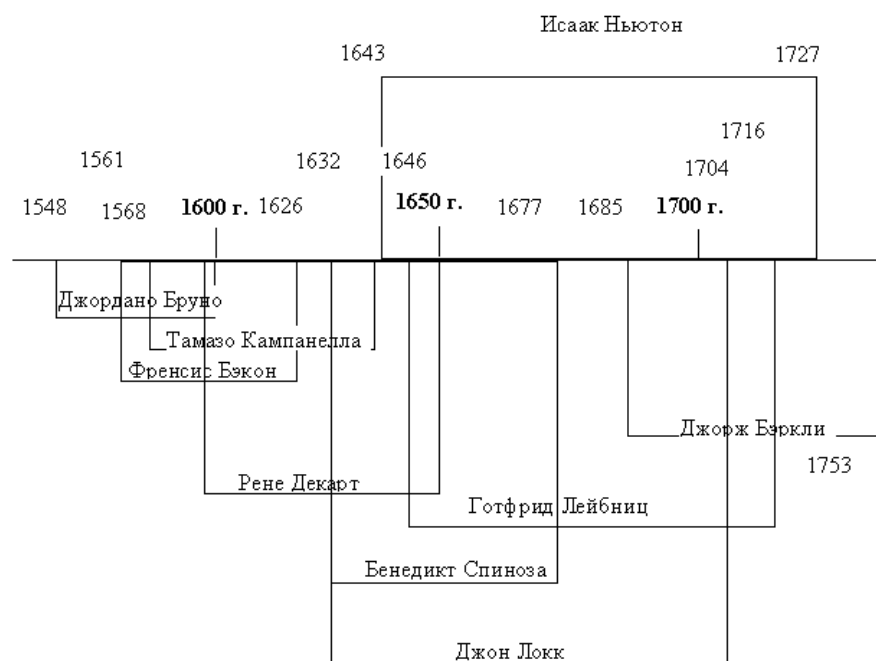 Исаак Ньютон
1643 1727
1716
1561 1632 1646 1704
1548 1568 1600 г. 1626 1650 г. 1677 1685 1700 г.
Джордано Бруно
Тамазо Кампанелла
Френсис Бэкон
Джорж Бэркли
1753
Рене Декарт
Готфрид Лейбниц
Бенедикт Спиноза
Джон Локк